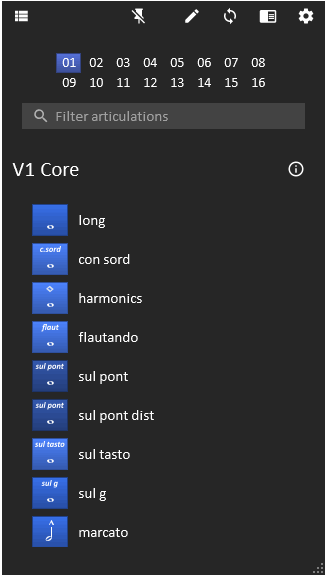 01 02 03 04 05 06 07 08
09 10 11 12 13 14 15 16
Filter articulations
V1 Core
long
c.sord
con sord
harmonics
flaut
flautando
sul pont
sul pont
sul pont
sul pont dist
sul tasto
sul tasto
sul g
sul g
marcato